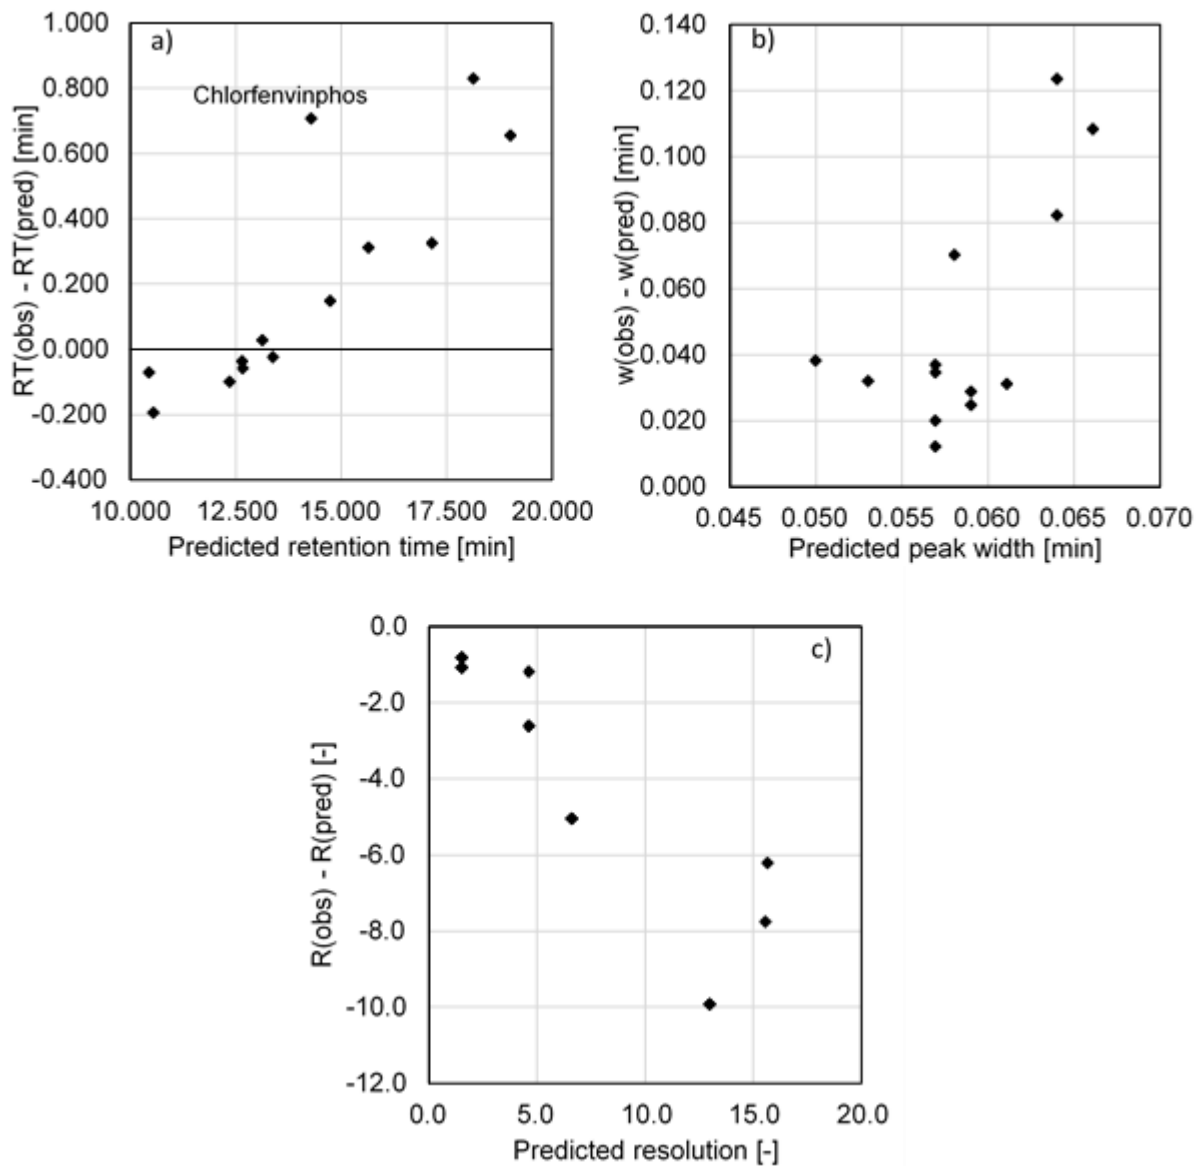 a)
Chlorfenvinphos
RT(obs) - RT(pred) [min]
1.000
0.800
0.600
0.400
0.200
0.000
-0.200
-0.400
10.000 12.500 15.000 17.500 20.000
Predicted retention time [min]
b)
w(obs) - w(pred) [min]
0.140
0.120
0.100
0.080
0.060
0.040
0.020
0.000
0.045 0.050 0.055 0.060 0.065 0.070
Predicted peak width [min]
c)
R(obs) - R(pred) [-]
0.0
-2.0
-4.0
-6.0
-8.0
-10.0
-12.0
0.0 5.0 10.0 15.0 20.0
Predicted resolution [-]